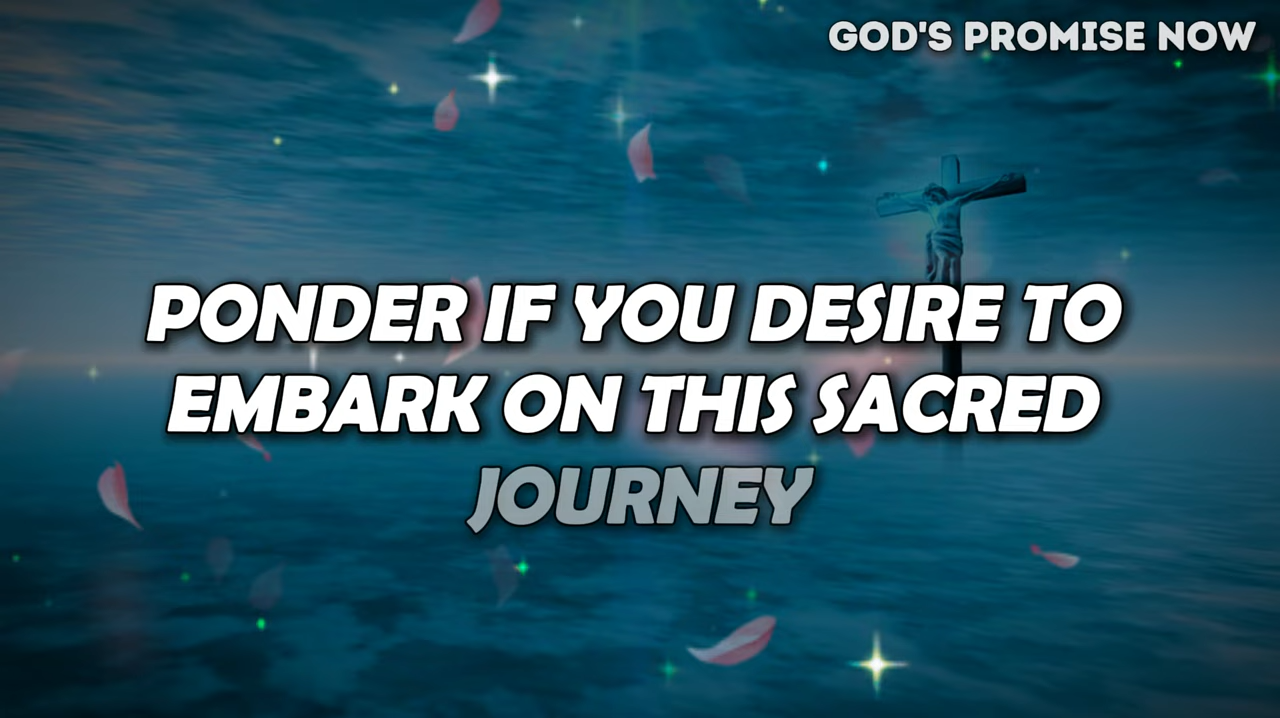 GOD'S PROMISE NOW
PONDER IF YOU DESIRE TO
EMBARK ON THIS SACRED
JOURNEY